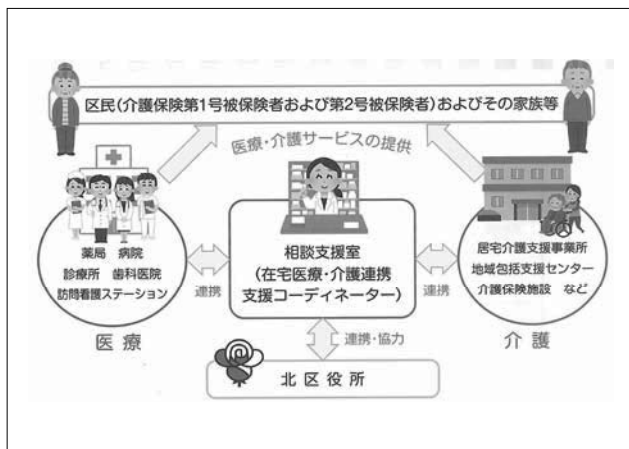 区民(介護保険第1号被保険者および第2号被保険者)およびその家族等
医療・介護サービスの提供
薬局 病院
診療所 歯科医院
訪問看護ステーション
医療
連携
相談支援室
(在宅医療・介護連携
支援コーディネーター)
連携
居宅介護支援事業所
地域包括支援センター
介護保険施設 など
介護
連携・協力
北区役所